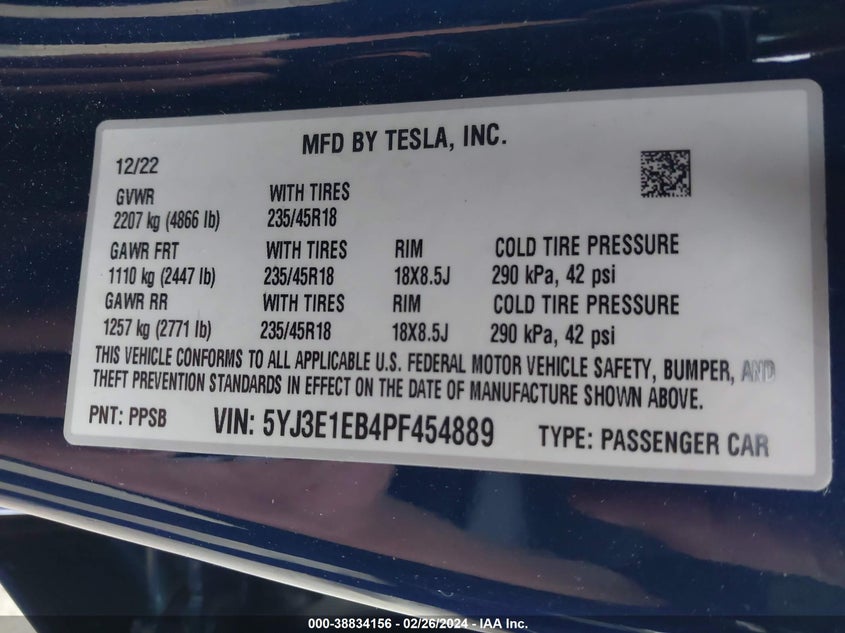 MFD BY TESLA, INC.
12/22
GVWR WITH TIRES
2207 kg (4866 lb) 235/45R18
GAWR FRT WITH TIRES RIM COLD TIRE PRESSURE
1110 kg (2447 lb) 235/45R18 18X8.5J 290 kPa, 42 psi
GAWR RR WITH TIRES RIM COLD TIRE PRESSURE
1257 kg (2771 lb) 235/45R18 18X8.5J 290 kPa, 42 psi
THIS VEHICLE CONFORMS TO ALL APPLICABLE U.S. FEDERAL MOTOR VEHICLE SAFETY, BUMPER, AND
THEFT PREVENTION STANDARDS IN EFFECT ON THE DATE OF MANUFACTURE SHOWN ABOVE.
PNT: PPSB VIN: 5YJ3E1EB4PF454889 TYPE: PASSENGER CAR
000-38834156 - 02/26/2024 - IAA Inc.